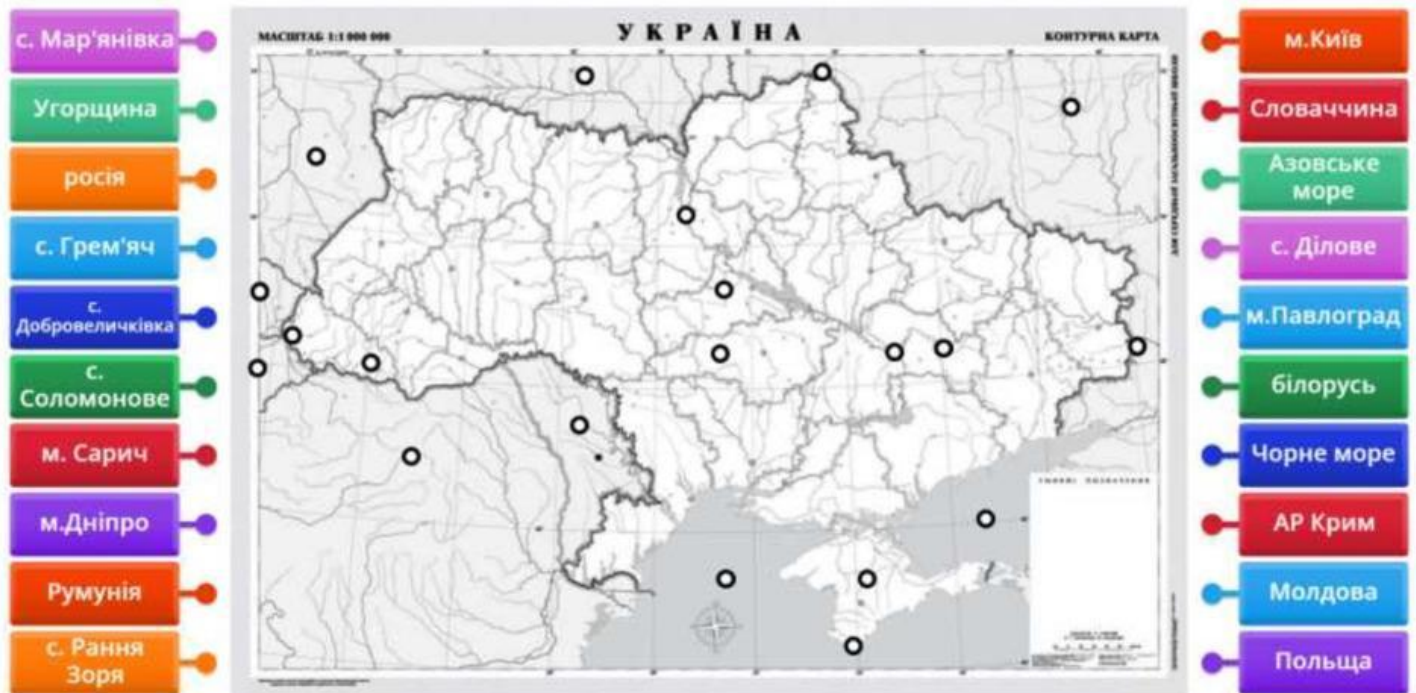 с. Мар'янівка
Угорщина
росія
с. Грем'яч
с.
Добровеличківка
с.
Соломонове
м. Сарич
м.Дніпро
Румунія
с. Рання
Зоря
МАСШТАБ 1:1 000 000
УКРАЇНА
КОНТУРНА КАРТА
м.Київ
Словаччина
Азовське
море
с. Ділове
м.Павлоград
білорусь
Чорне море
АР Крим
Молдова
Польща